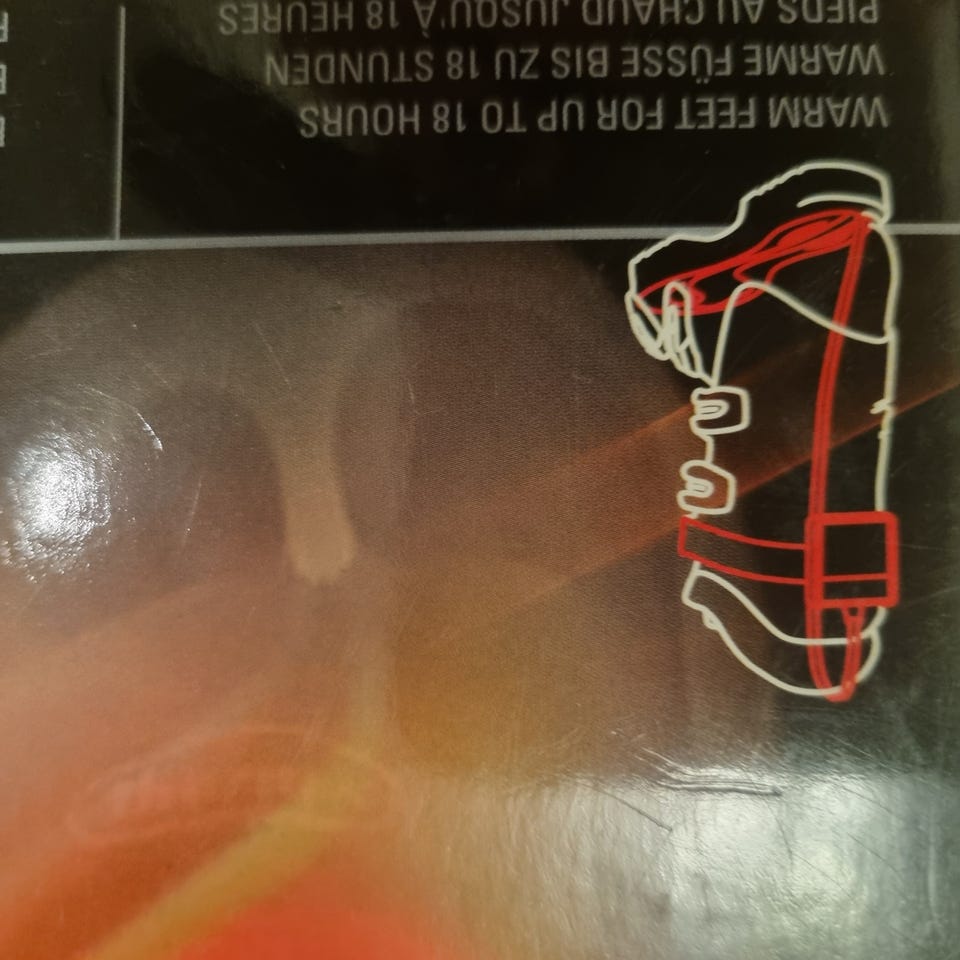 WARM FEET FOR UP TO 18 HOURS
WARME FÜSSE BIS ZU 18 STUNDEN
PIEDS AU CHAUD JUSQU'À 18 HEURES